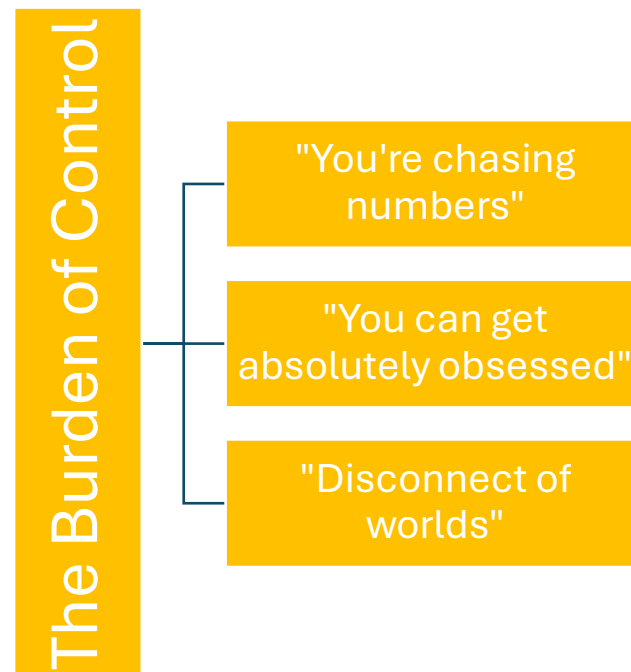 The Burden of Control
"You're chasing
numbers"
"You can get
absolutely obsessed"
"Disconnect of
worlds"